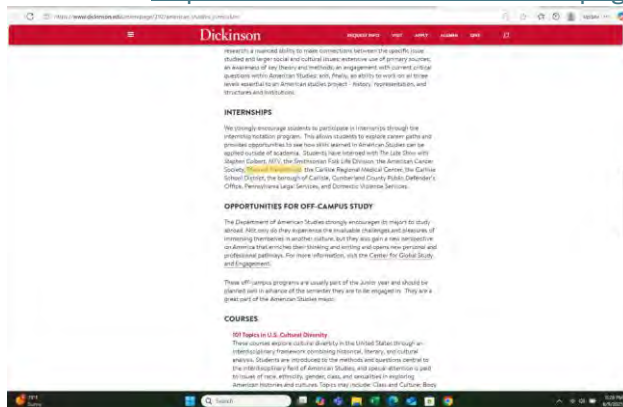 https://www.dickinson.edu/homepage/210/american_studies_curriculum
Dickinson
REQUEST INFO VISIT APPLY ALUMNI GIVE
research; a nuanced ability to make connections between the specific issue
studied and larger social and cultural issues; extensive use of primary sources;
an awareness of key theory and methods; an engagement with current critical
questions within American Studies; and, finally, an ability to work on all three
levels essential to an American studies project - history, representation, and
structures and institutions.
INTERNSHIPS
We strongly encourage students to participate in internships through the
internship notation program. This allows students to explore career paths and
provides opportunities to see how skills learned in American Studies can be
applied outside of academia. Students have interned with The Late Show with
Stephen Colbert, MTV, the Smithsonian Folk Life Division, the American Cancer
Society, Planned Parenthood, the Carlisle Regional Medical Center, the Carlisle
School District, the borough of Carlisle, Cumberland County Public Defender's
Office, Pennsylvania Legal Services, and Domestic Violence Services.
OPPORTUNITIES FOR OFF-CAMPUS STUDY
The Department of American Studies strongly encourages its majors to study
abroad. Not only do they experience the invaluable challenges and pleasures of
immersing themselves in another culture, but they also gain a new perspective
on America that enriches their thinking and writing and opens new personal and
professional pathways. For more information, visit the Center for Global Study
and Engagement.
These off-campus programs are usually part of the junior year and should be
planned well in advance of the semester they are to be engaged in. They are a
great part of the American Studies major.
COURSES
101 Topics in U.S. Cultural Diversity
These courses explore cultural diversity in the United States through an
interdisciplinary framework combining historical, literary, and cultural
analysis. Students are introduced to the methods and questions central to
the interdisciplinary field of American Studies, and special attention is paid
to issues of race, ethnicity, gender, class, and sexualities in exploring
American histories and cultures. Topics may include: Class and Culture; Body
Sunny
Search